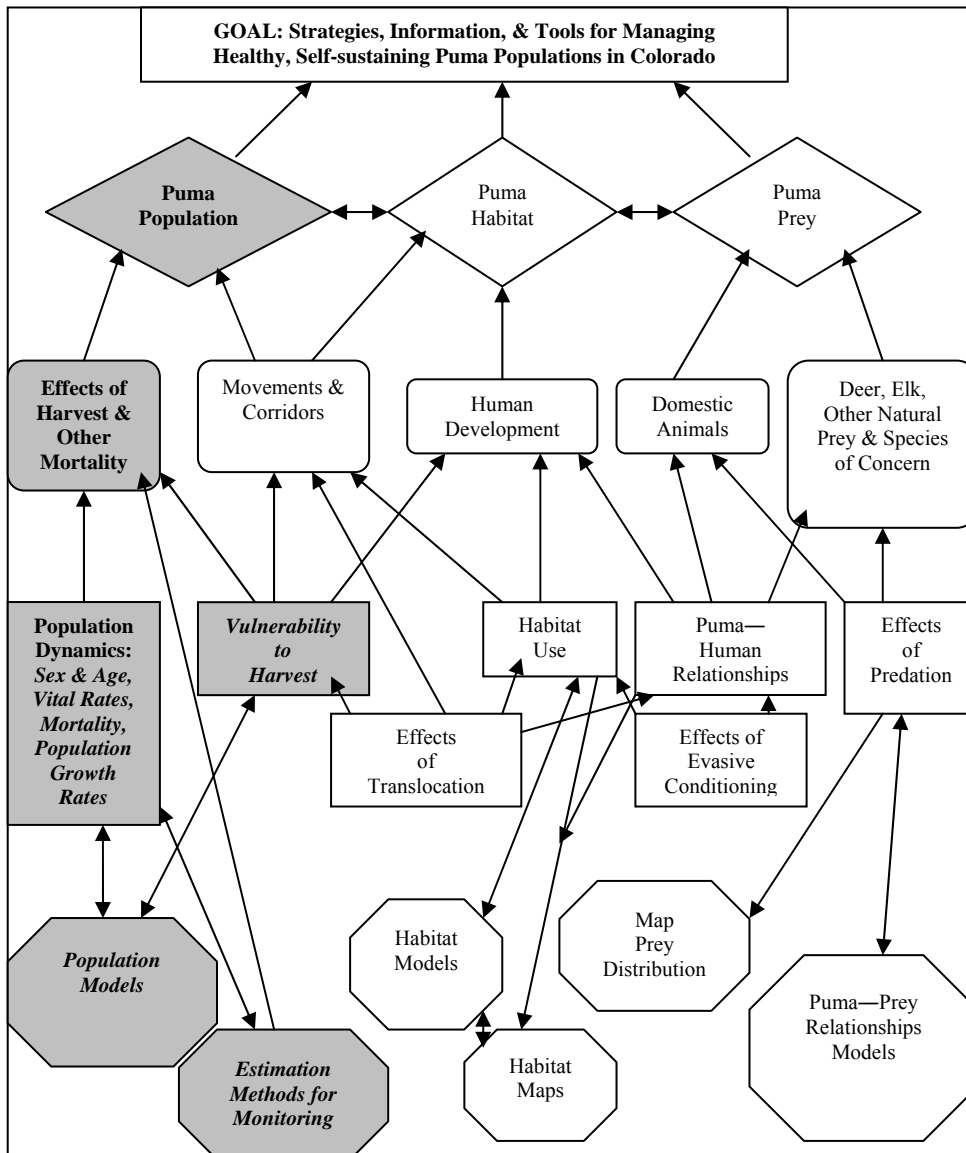 GOAL: Strategies, Information, & Tools for Managing
Healthy, Self-sustaining Puma Populations in Colorado
Puma
Population
Puma
Habitat
Puma
Prey
Effects of
Harvest &
Other
Mortality
Movements &
Corridors
Human
Development
Domestic
Animals
Deer, Elk,
Other Natural
Prey & Species
of Concern
Population
Dynamics:
Sex & Age,
Vital Rates,
Mortality,
Population
Growth
Rates
Vulnerability
to
Harvest
Habitat
Use
Puma—
Human
Relationships
Effects
of
Predation
Effects
of
Translocation
Effects of
Evasive
Conditioning
Population
Models
Habitat
Models
Map
Prey
Distribution
Puma—Prey
Relationships
Models
Estimation
Methods for
Monitoring
Habitat
Maps